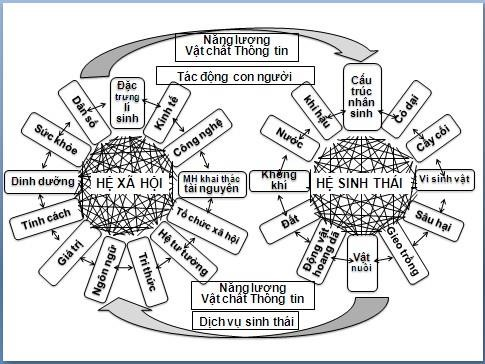 Năng lượng
Vật chất Thông tin
Tác động con người
Đặc
trưng
lí
sinh
Kinh tế
Công nghệ
MH khai thác
tài nguyên
Tổ chức xã hội
Hệ tư tưởng
Tri thức
Ngôn ngữ
Giá trị
Tính cách
Dinh dưỡng
Sức khỏe
Dân số
HỆ XÃ HỘI
Cấu
trúc
nhân
sinh
Cỏ dại
Cây cối
Vi sinh vật
Sâu hại
Gieo trồng
Vật
nuôi
Động vật
hoang dã
Đất
Không
khí
Nước
khí hậu
HỆ SINH THÁI
Năng lượng
Vật chất Thông tin
Dịch vụ sinh thái